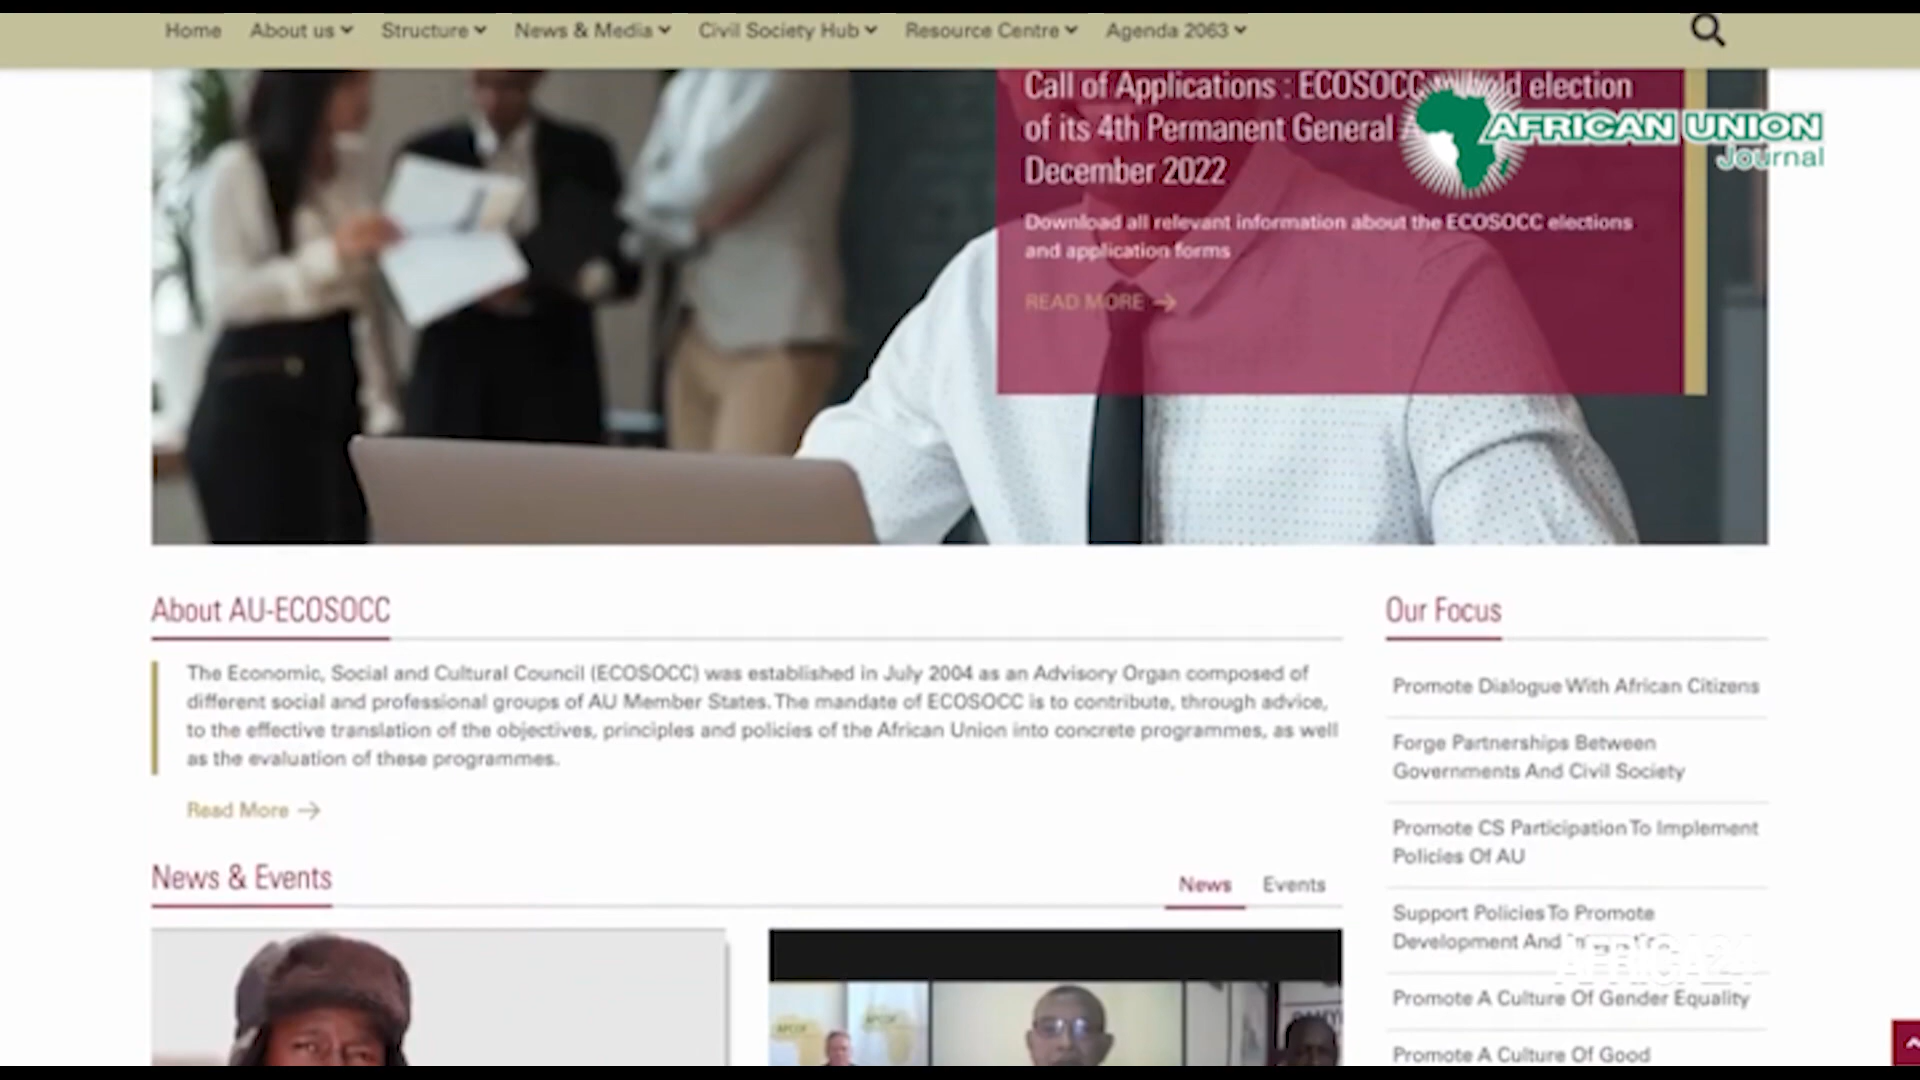 Home About us Structure News & Media Civil Society Hub Resource Centre Agenda 2063
Call of Applications : ECOSOCC election
of its 4th Permanent General
December 2022
AFRICAN UNION
Journal
Download all relevant information about the ECOSOCC elections
and application forms
READ MORE →
About AU-ECOSOCC
The Economic, Social and Cultural Council (ECOSOCC) was established in July 2004 as an Advisory Organ composed of
different social and professional groups of AU Member States. The mandate of ECOSOCC is to contribute, through advice,
to the effective translation of the objectives, principles and policies of the African Union into concrete programmes, as well
as the evaluation of these programmes.
Read More →
News & Events
News Events
Our Focus
Promote Dialogue With African Citizens
Forge Partnerships Between
Governments And Civil Society
Promote CS Participation To Implement
Policies Of AU
Support Policies To Promote
Development And
AFRICA24
Promote A Culture Of Gender Equality
Promote A Culture Of Good